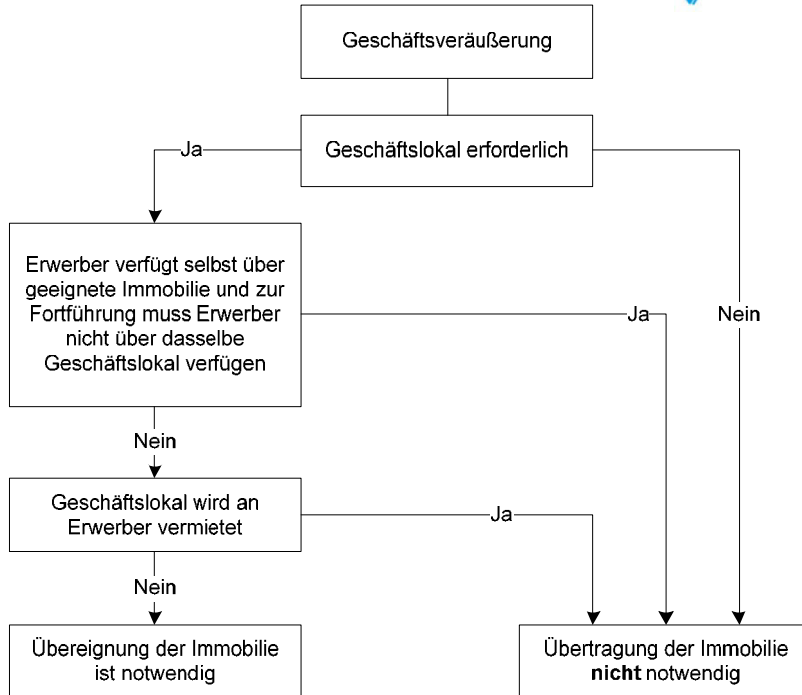 Geschäftsveräußerung
Geschäftslokal erforderlich
Ja
Erwerber verfügt selbst über
geeignete Immobilie und zur
Fortführung muss Erwerber
nicht über dasselbe
Geschäftslokal verfügen
Ja
Nein
Nein
Geschäftslokal wird an
Erwerber vermietet
Ja
Nein
Übereignung der Immobilie
ist notwendig
Übertragung der Immobilie
nicht notwendig